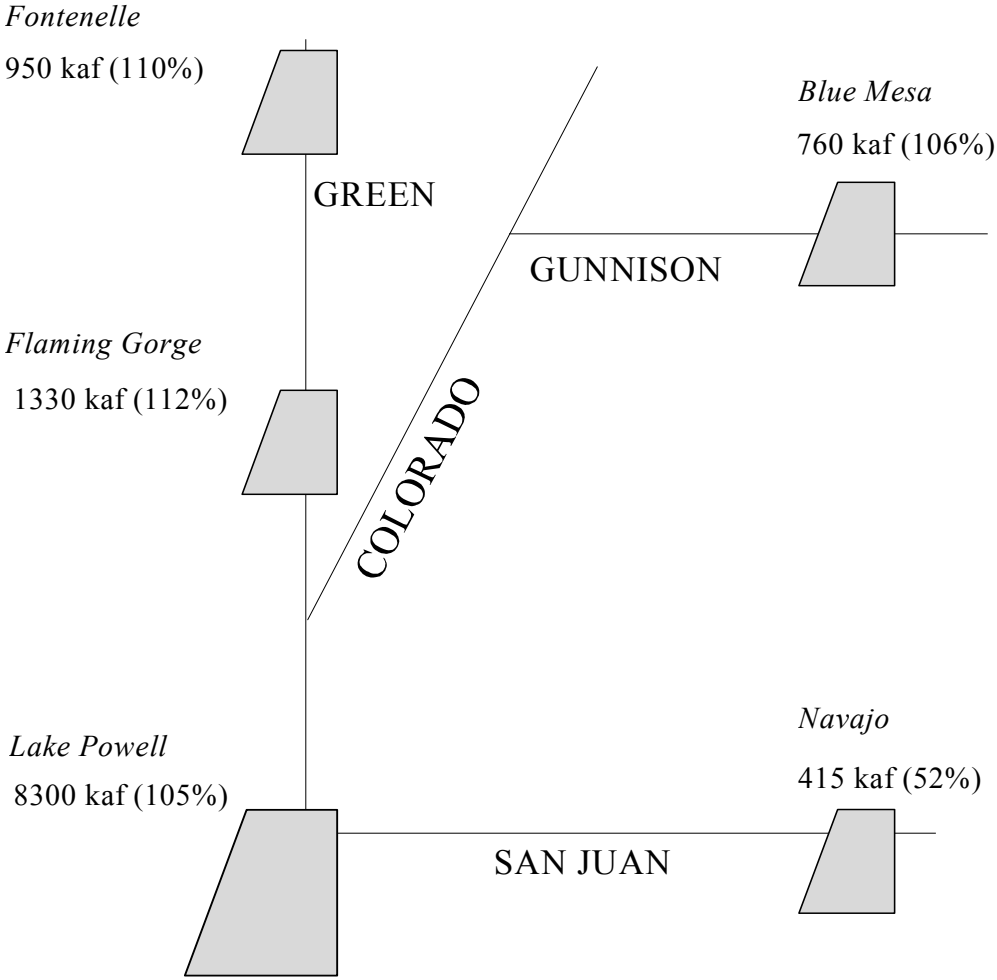 Fontenelle
950 kaf (110%)
Blue Mesa
760 kaf (106%)
GREEN
GUNNISON
Flaming Gorge
1330 kaf (112%)
COLORADO
Navajo
415 kaf (52%)
Lake Powell
8300 kaf (105%)
SAN JUAN